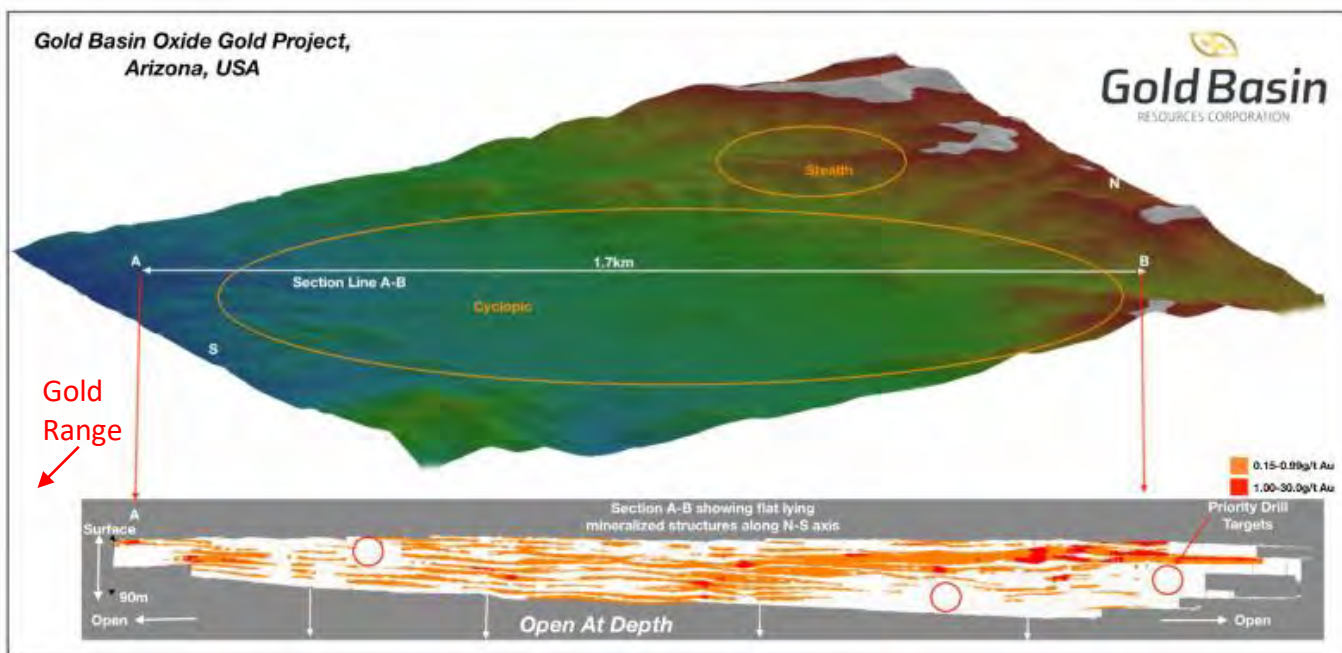 Gold Basin Oxide Gold Project,
Arizona, USA
Gold Basin
RESOURCES CORPORATION
Stealth
N
A
1.7km
B
Section Line A-B
Cyclopic
S
Gold
Range
0.15-0.99g/t Au
1.00-30.0g/t Au
A
Section A-B showing flat lying
mineralized structures along N-S axis
Priority Drill
Targets
Surface
90m
Open
Open At Depth
Open